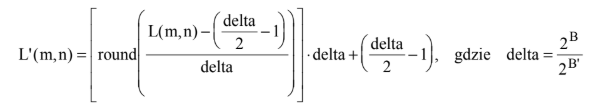 L'(m,n) = [round((L(m,n) − (delta/2 − 1))/delta)] · delta + (delta/2 − 1), gdzie delta = 2^B/2^B'